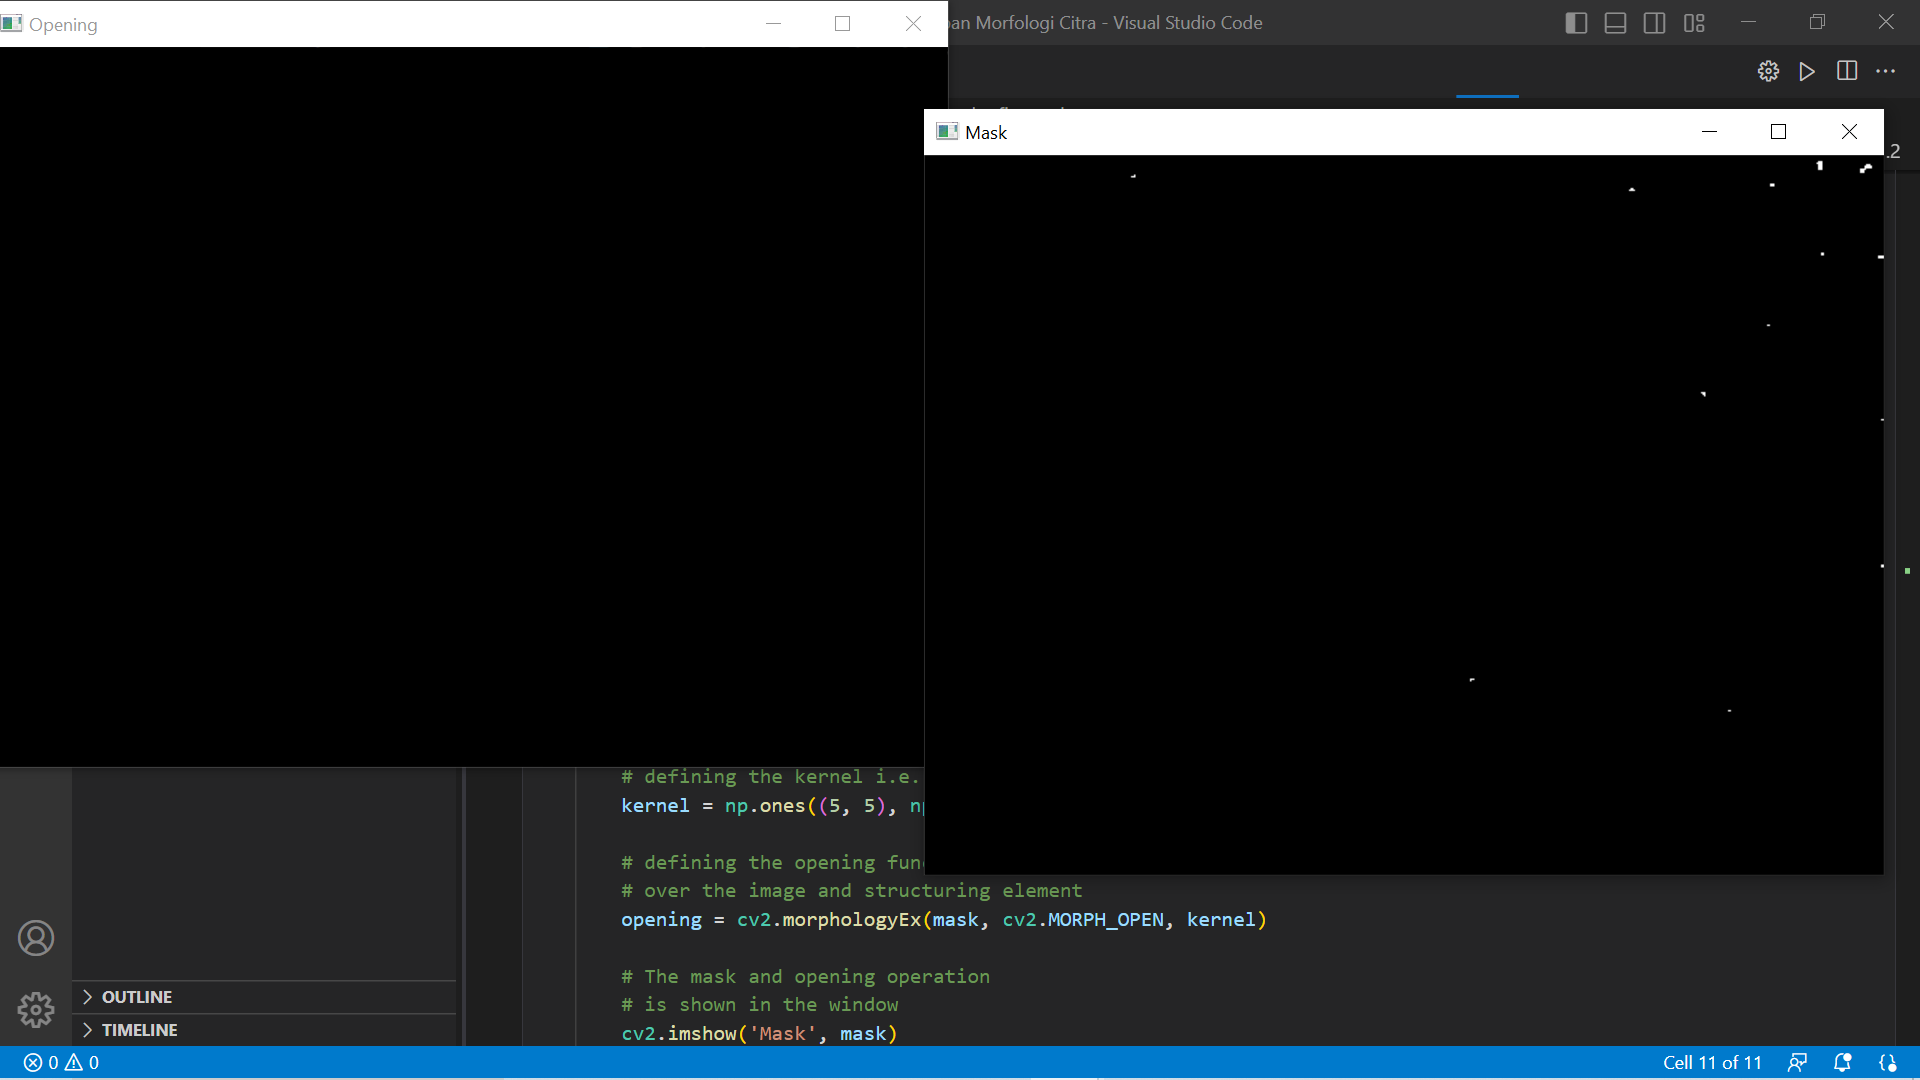 Opening
Morfologi Citra - Visual Studio Code
Mask
.2
# defining the kernel i.e.
kernel = np.ones((5, 5),
# defining the opening
# over the image and structuring element
opening = cv2.morphologyEx(mask, cv2.MORPH_OPEN, kernel)
# The mask and opening operation
# is shown in the window
cv2.imshow('Mask', mask)
OUTLINE
TIMELINE
0 0
Cell 11 of 11